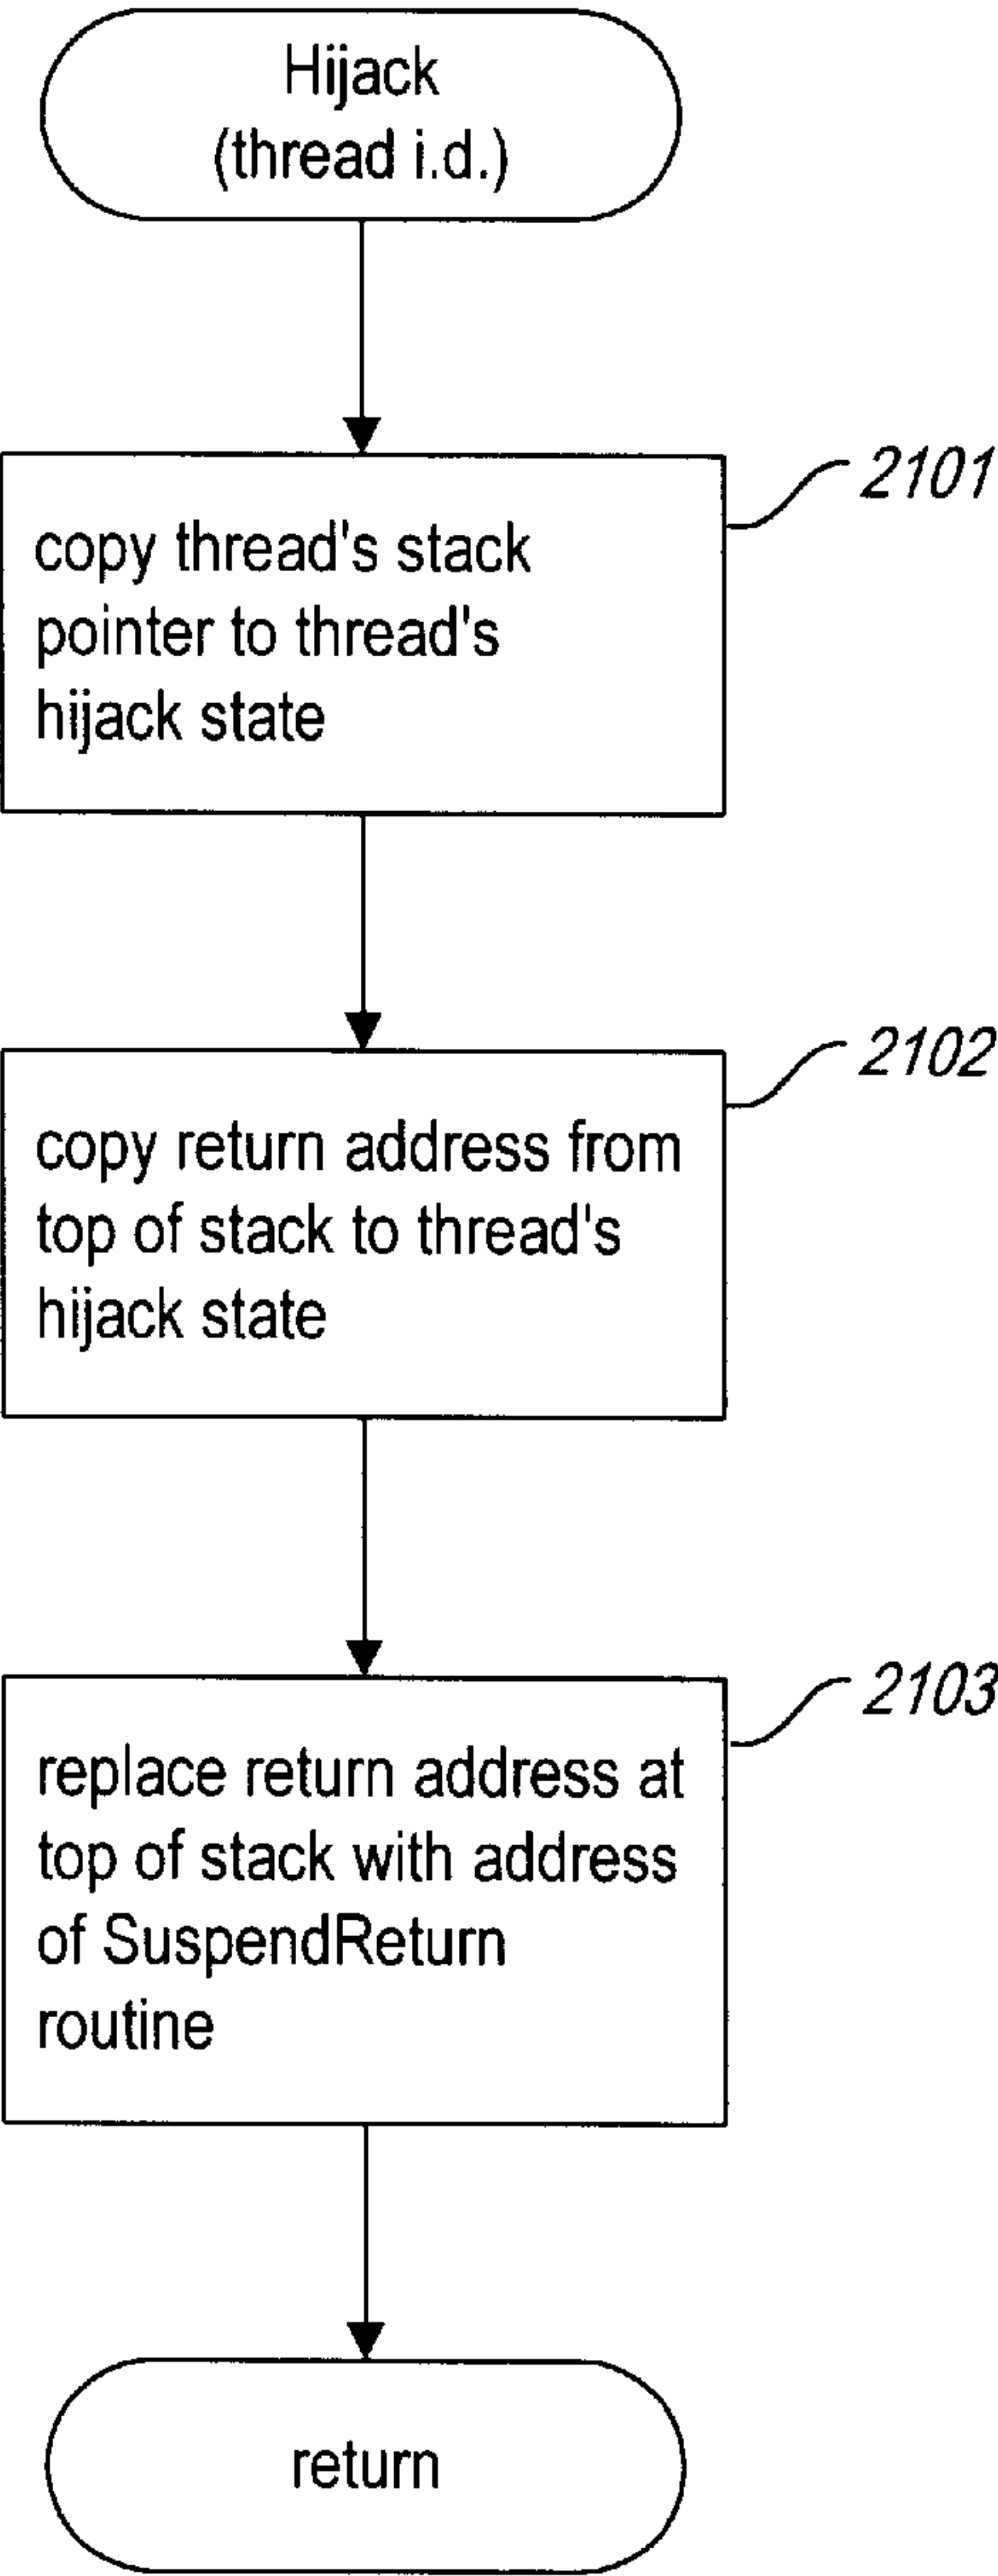 Hijack
(thread i.d.)
2101
copy thread's stack
pointer to thread's
hijack state
2102
copy return address from
top of stack to thread's
hijack state
2103
replace return address at
top of stack with address
of SuspendReturn
routine
return